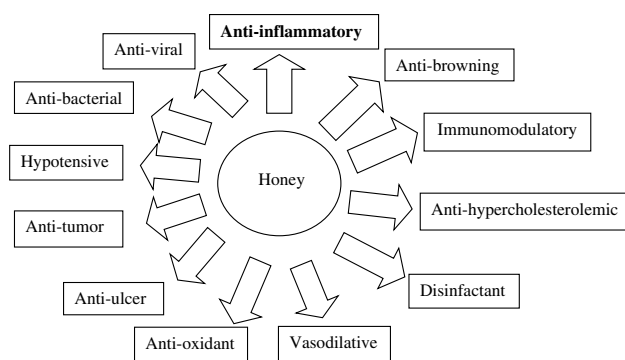 Anti-inflammatory
Anti-viral
Anti-browning
Anti-bacterial
Immunomodulatory
Hypotensive
Honey
Anti-hypercholesterolemic
Anti-tumor
Disinfactant
Anti-ulcer
Anti-oxidant
Vasodilative